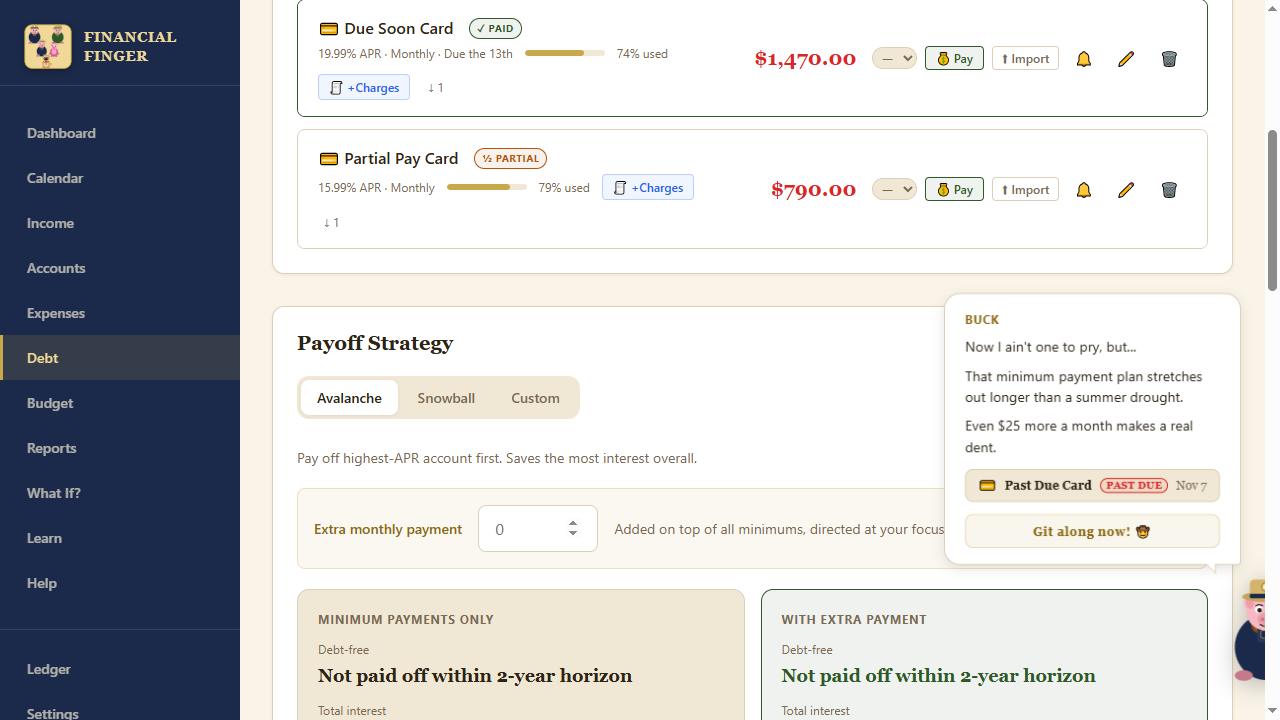 FINANCIAL
FINGER
Dashboard
Calendar
Income
Accounts
Expenses
Debt
Budget
Reports
What If?
Learn
Help
Ledger
Settings
Due Soon Card
✓ PAID
19.99% APR · Monthly · Due the 13th
74% used
+Charges
↓ 1
$1,470.00
—
Pay
⬆ Import
Partial Pay Card
½ PARTIAL
15.99% APR · Monthly
79% used
+Charges
↓ 1
$790.00
—
Pay
⬆ Import
Payoff Strategy
Avalanche
Snowball
Custom
Pay off highest-APR account first. Saves the most interest overall.
Extra monthly payment
0
Added on top of all minimums, directed at your focus
MINIMUM PAYMENTS ONLY
Debt-free
Not paid off within 2-year horizon
Total interest
WITH EXTRA PAYMENT
Debt-free
Not paid off within 2-year horizon
Total interest
BUCK
Now I ain't one to pry, but...
That minimum payment plan stretches
out longer than a summer drought.
Even $25 more a month makes a real
dent.
Past Due Card
PAST DUE
Nov 7
Git along now! 🤠